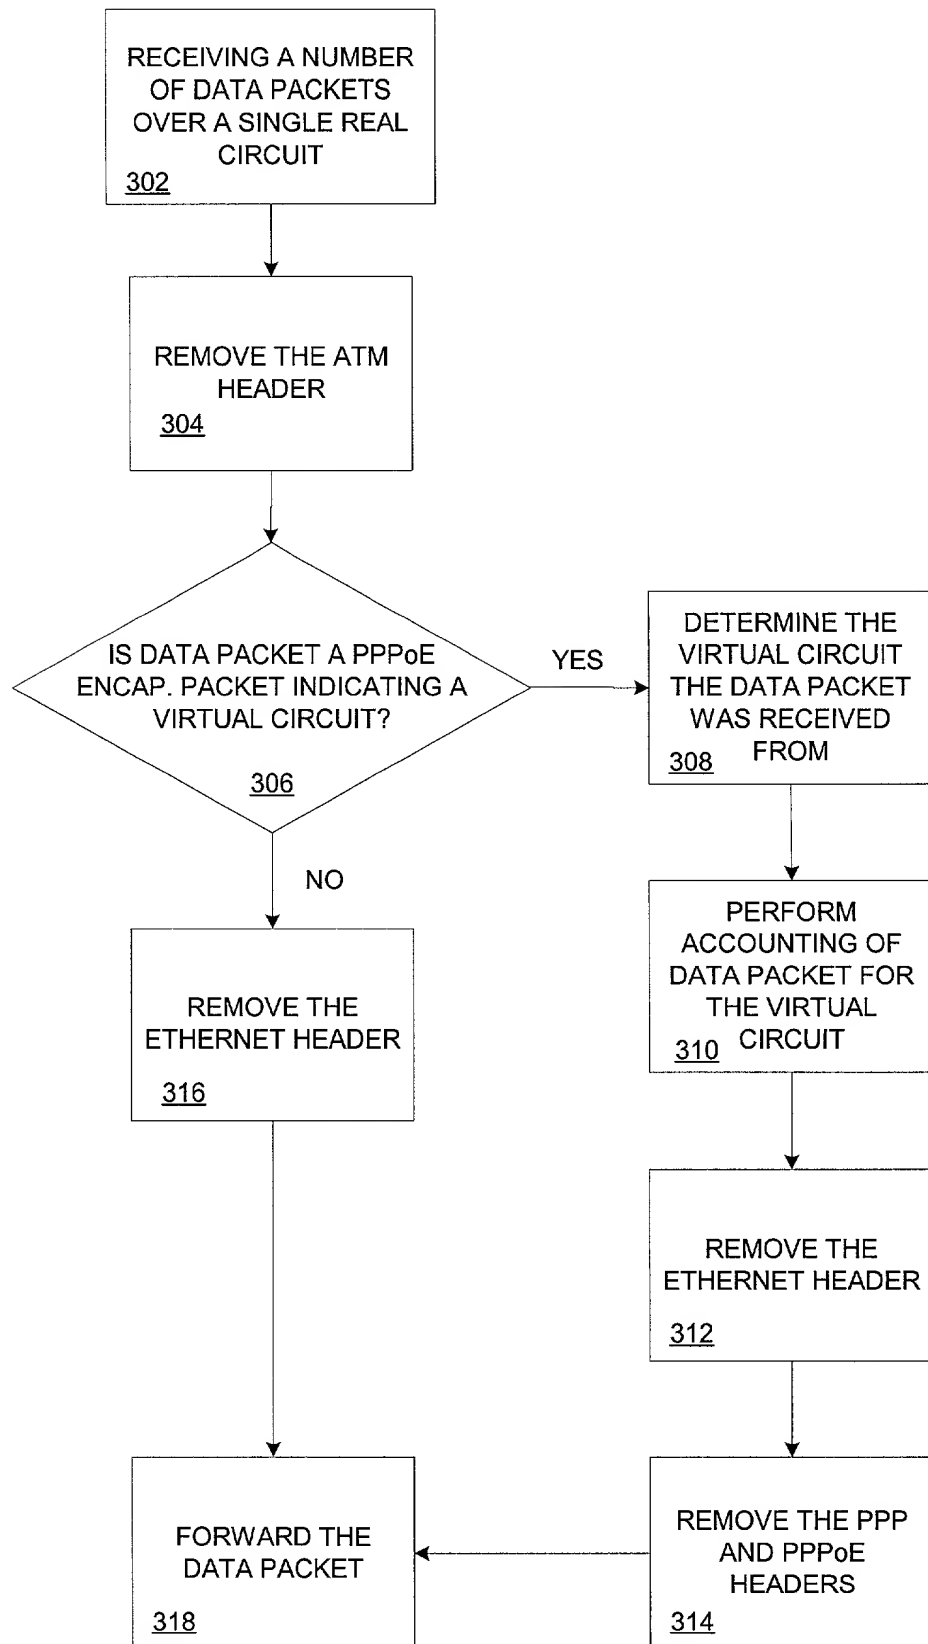 RECEIVING A NUMBER
OF DATA PACKETS
OVER A SINGLE REAL
CIRCUIT
302
REMOVE THE ATM
HEADER
304
IS DATA PACKET A PPPoE
ENCAP. PACKET INDICATING A
VIRTUAL CIRCUIT?
306
YES
DETERMINE THE
VIRTUAL CIRCUIT
THE DATA PACKET
WAS RECEIVED
FROM
308
PERFORM
ACCOUNTING OF
DATA PACKET FOR
THE VIRTUAL
CIRCUIT
310
REMOVE THE
ETHERNET HEADER
312
REMOVE THE PPP
AND PPPoE
HEADERS
314
NO
REMOVE THE
ETHERNET HEADER
316
FORWARD THE
DATA PACKET
318